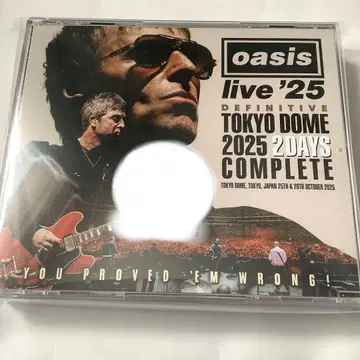 oasis
live '25
DEFINITIVE
TOKYO DOME
2025 2DAYS
COMPLETE
TOKYO DOME, TOKYO, JAPAN 25TH & 26TH OCTOBER 2025
YOU PROVED 'EM WRONG!